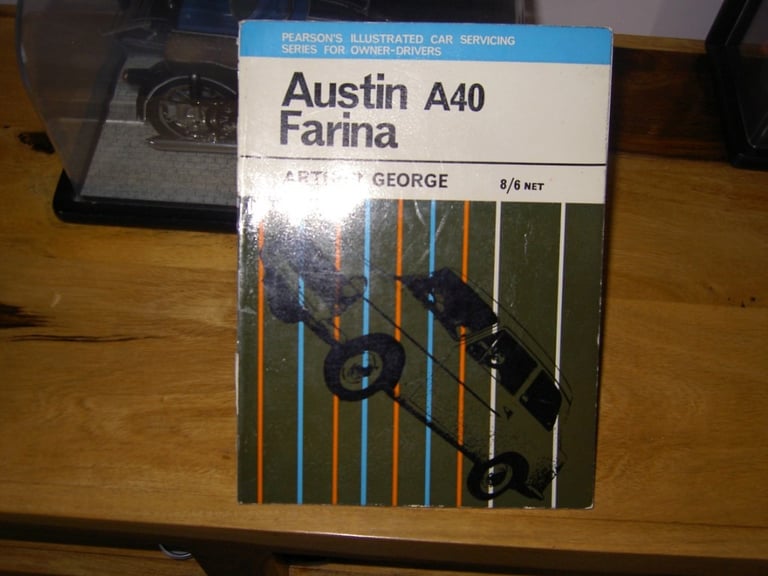 PEARSON'S ILLUSTRATED CAR SERVICING
SERIES FOR OWNER-DRIVERS
Austin A40
Farina
GEORGE 8/6 NET